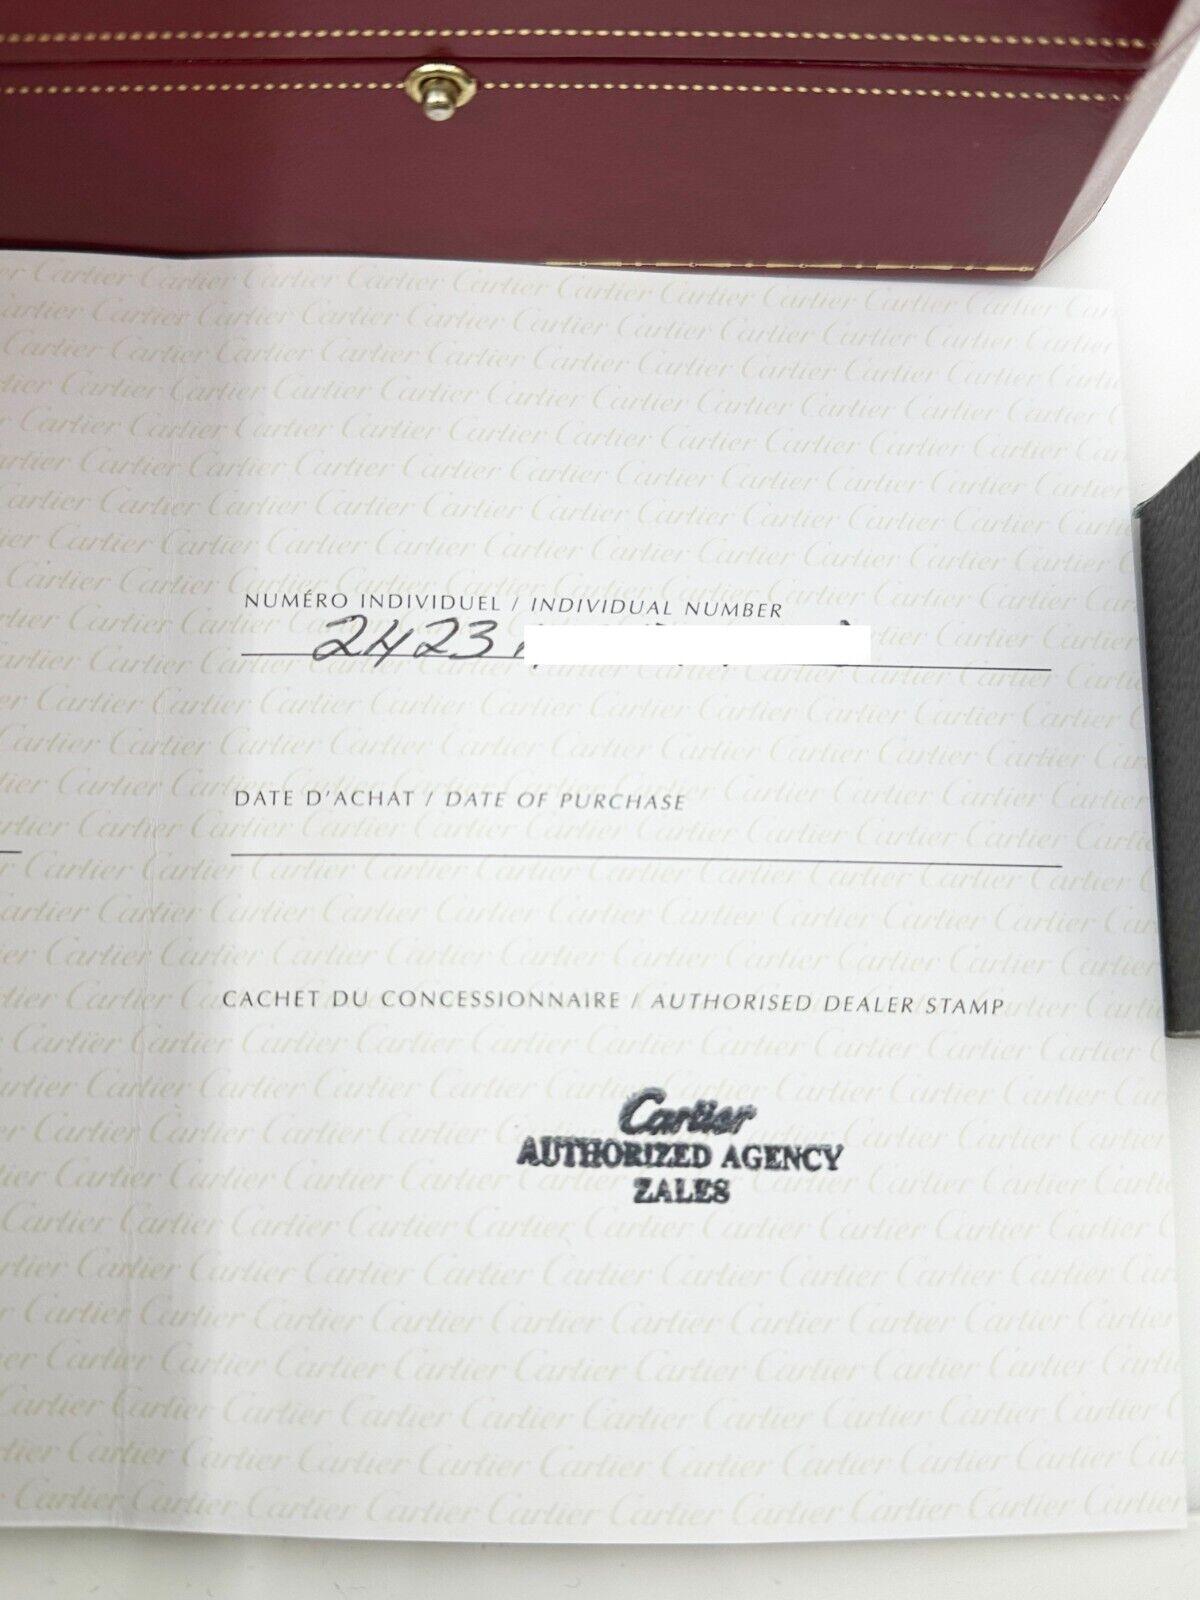 NUMÉRO INDIVIDUEL / INDIVIDUAL NUMBER
2423
DATE D'ACHAT / DATE OF PURCHASE
CACHET DU CONCESSIONNAIRE / AUTHORISED DEALER STAMP
Cartier
AUTHORIZED AGENCY
ZALES